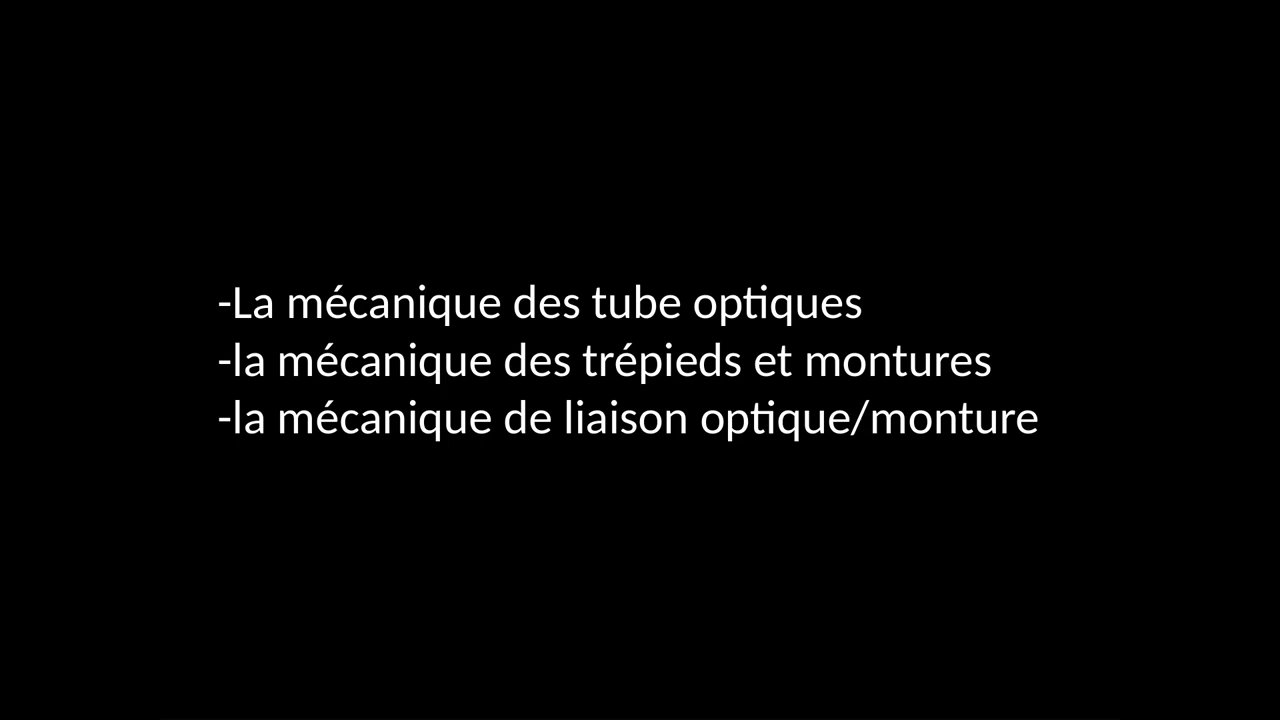 -La mécanique des tube optiques
-la mécanique des trépieds et montures
-la mécanique de liaison optique/monture